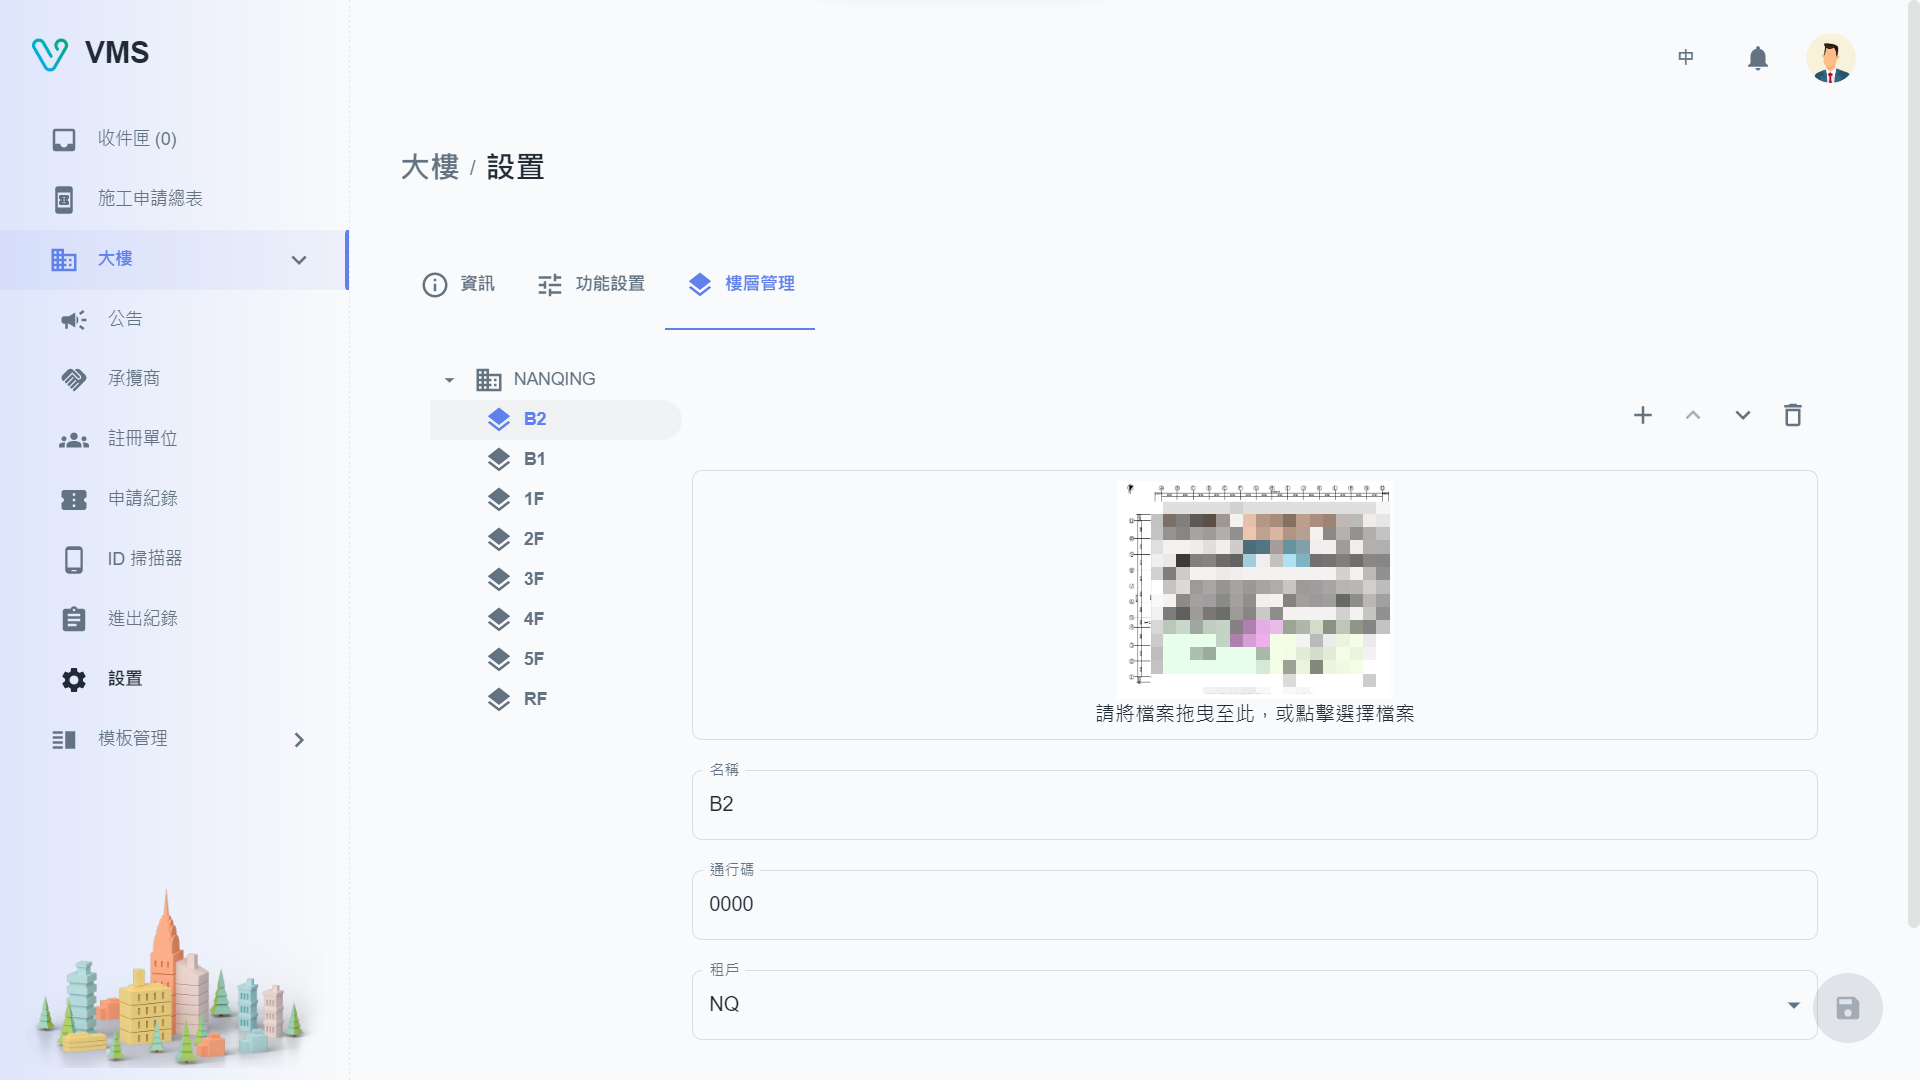 VMS
中
收件匣 (0)
施工申請總表
大樓
公告
承攬商
註冊單位
申請紀錄
ID 掃描器
進出紀錄
設置
模板管理
大樓 / 設置
資訊
功能設置
樓層管理
NANQING
B2
B1
1F
2F
3F
4F
5F
RF
請將檔案拖曳至此，或點擊選擇檔案
名稱
B2
通行碼
0000
租戶
NQ